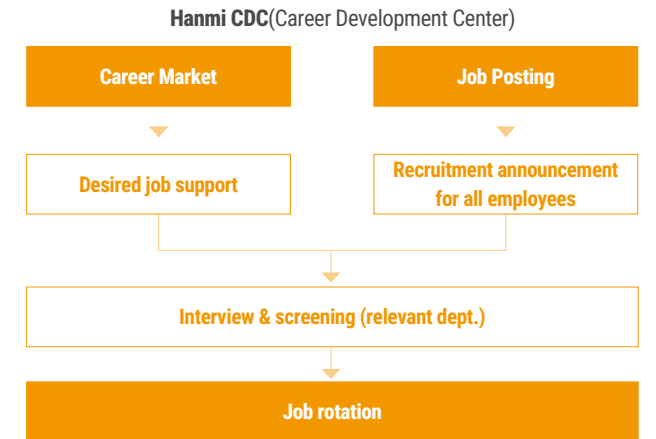 Hanmi CDC(Career Development Center)
Career Market
Job Posting
Desired job support
Recruitment announcement
for all employees
Interview & screening (relevant dept.)
Job rotation